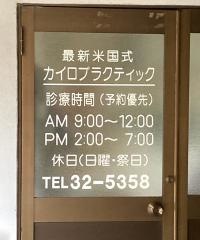 最新米国式
カイロプラクティック
診療時間(予約優先)
AM 9:00~12:00
PM 2:00~ 7:00
休日(日曜・祭日)
TEL32-5358